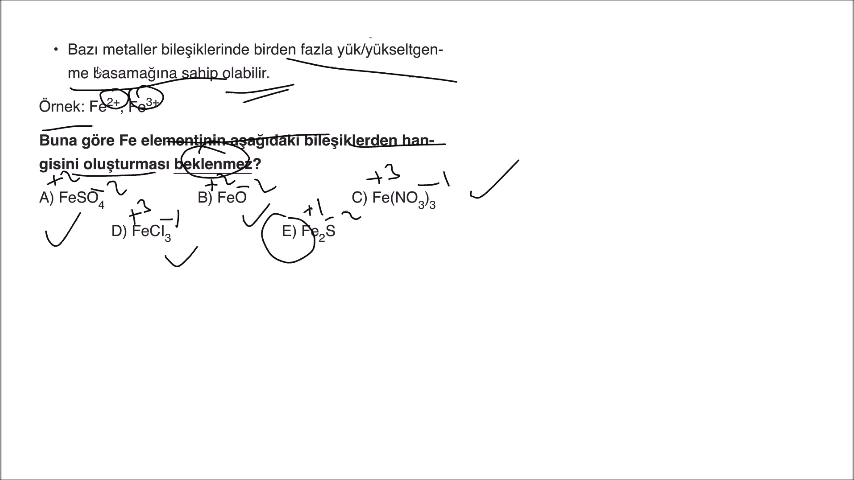 • Bazı metaller bileşiklerinde birden fazla yük/yükseltgen-
me basamağına sahip olabilir.
Örnek: Fe2+, Fe3+
Buna göre Fe elementinin aşağıdaki bileşiklerden han-
gisini oluşturması beklenmez?
+2 -2 +2 -2 +3 -1
A) FeSO4 B) FeO C) Fe(NO3)3
+3 -1 +1 -2
D) FeCl3 E) Fe2S